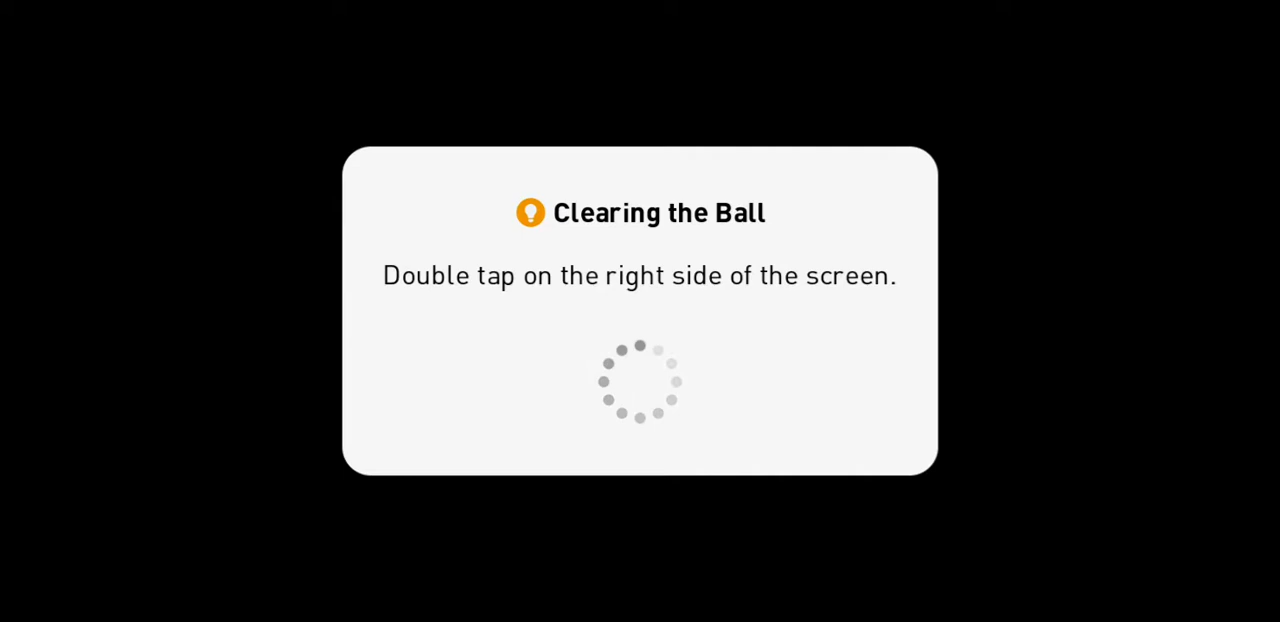 Clearing the Ball
Double tap on the right side of the screen.